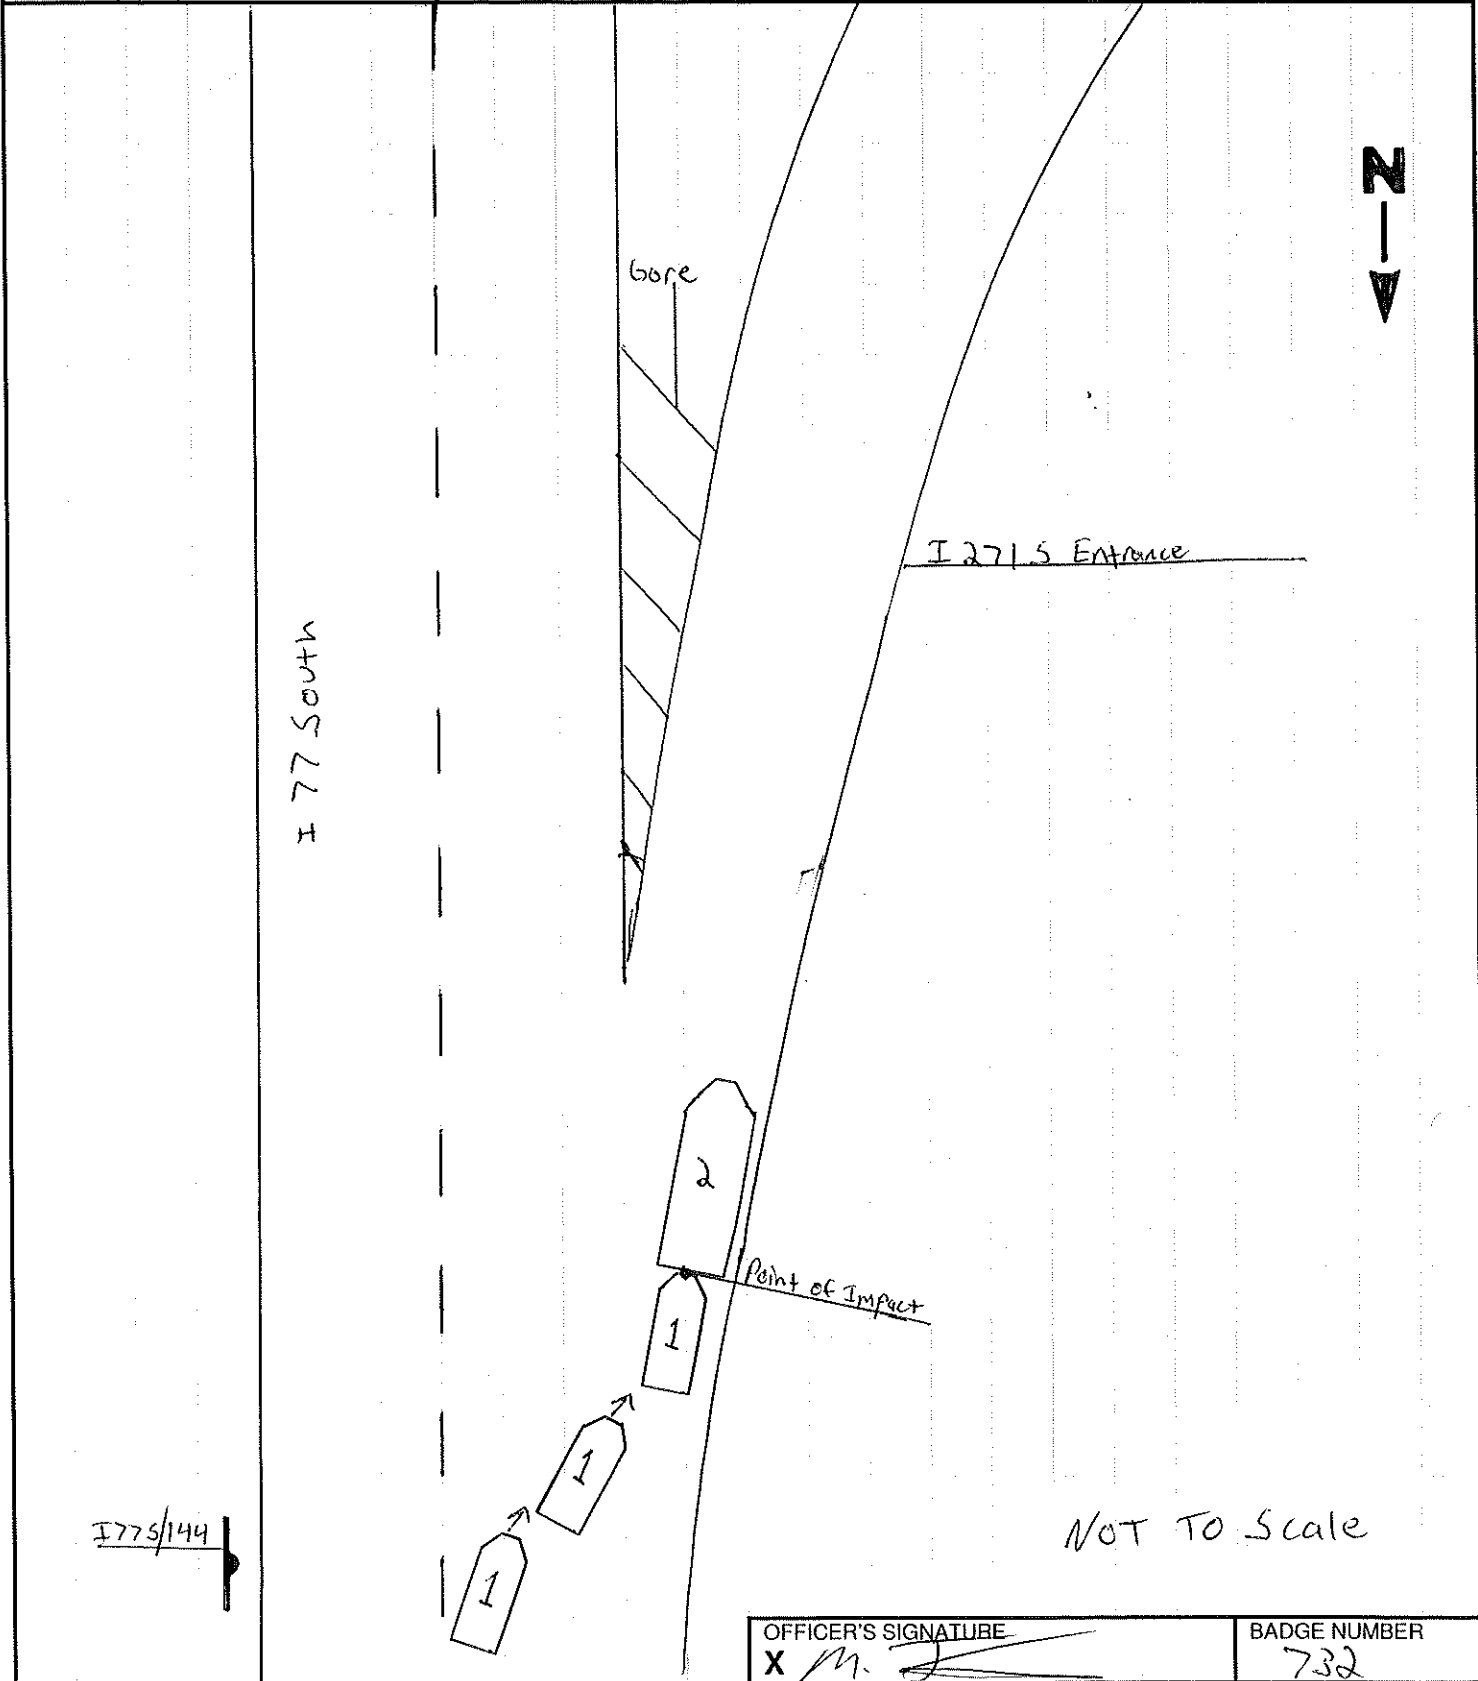 N
Gore
I 271 S Entrance
I 77 South
2
Point of Impact
1
1
1
I77S/144
NOT TO Scale
OFFICER'S SIGNATURE
BADGE NUMBER
X M.
732